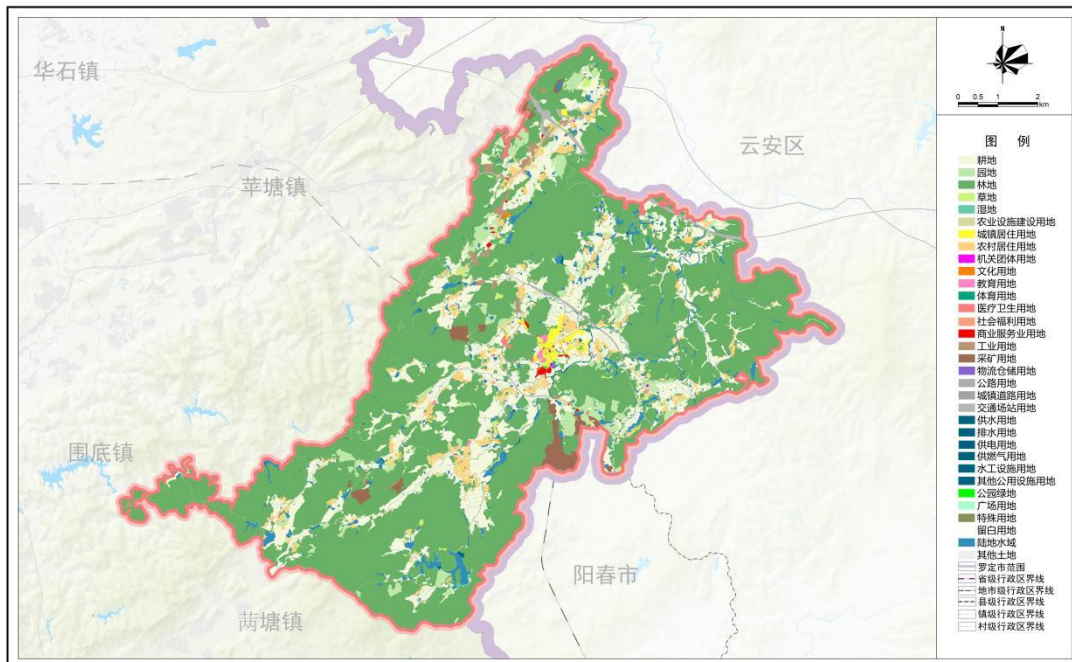 华石镇
云安区
苹塘镇
围底镇
阳春市
苘塘镇
N
0 0.5 1 2
km
图 例
耕地
园地
林地
草地
湿地
农业设施建设用地
城镇居住用地
农村居住用地
机关团体用地
文化用地
教育用地
体育用地
医疗卫生用地
社会福利用地
商业服务业用地
工业用地
采矿用地
物流仓储用地
公路用地
城镇道路用地
交通场站用地
供水用地
排水用地
供电用地
供燃气用地
水工设施用地
其他公用设施用地
公园绿地
广场用地
特殊用地
留白用地
陆地水域
其他土地
罗定市范围
省级行政区界线
地市级行政区界线
县级行政区界线
镇级行政区界线
村级行政区界线